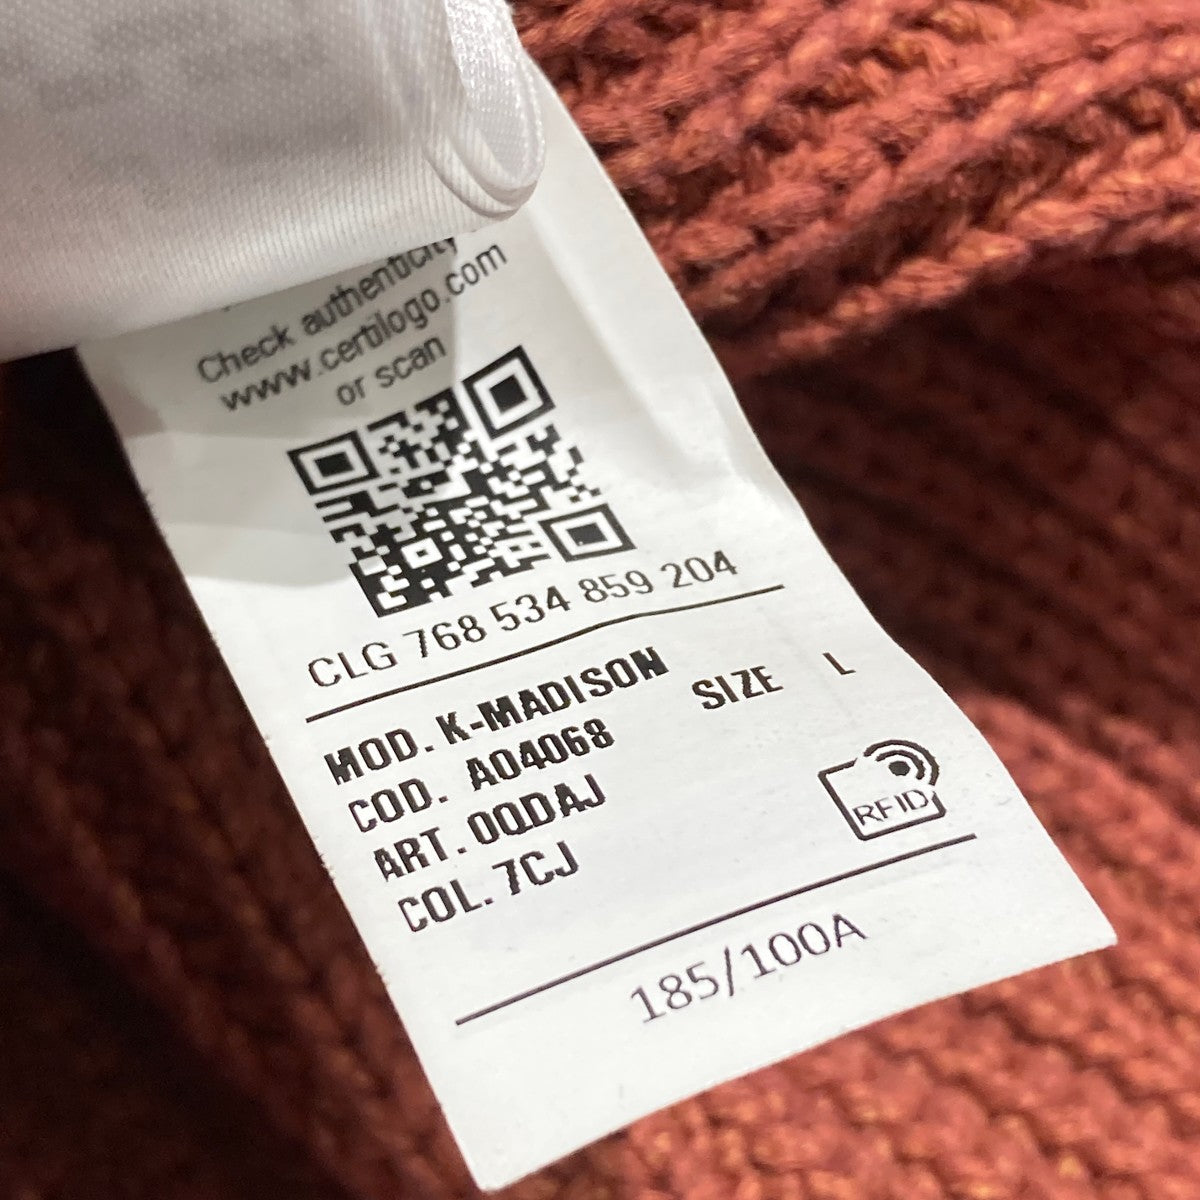 Check authenticity
www.certilogo.com
or scan
CLG 768 534 859 204
MOD. K-MADISON SIZE L
COD. A04068
ART. 0QDAJ
COL. 7CJ
RFID
185/100A